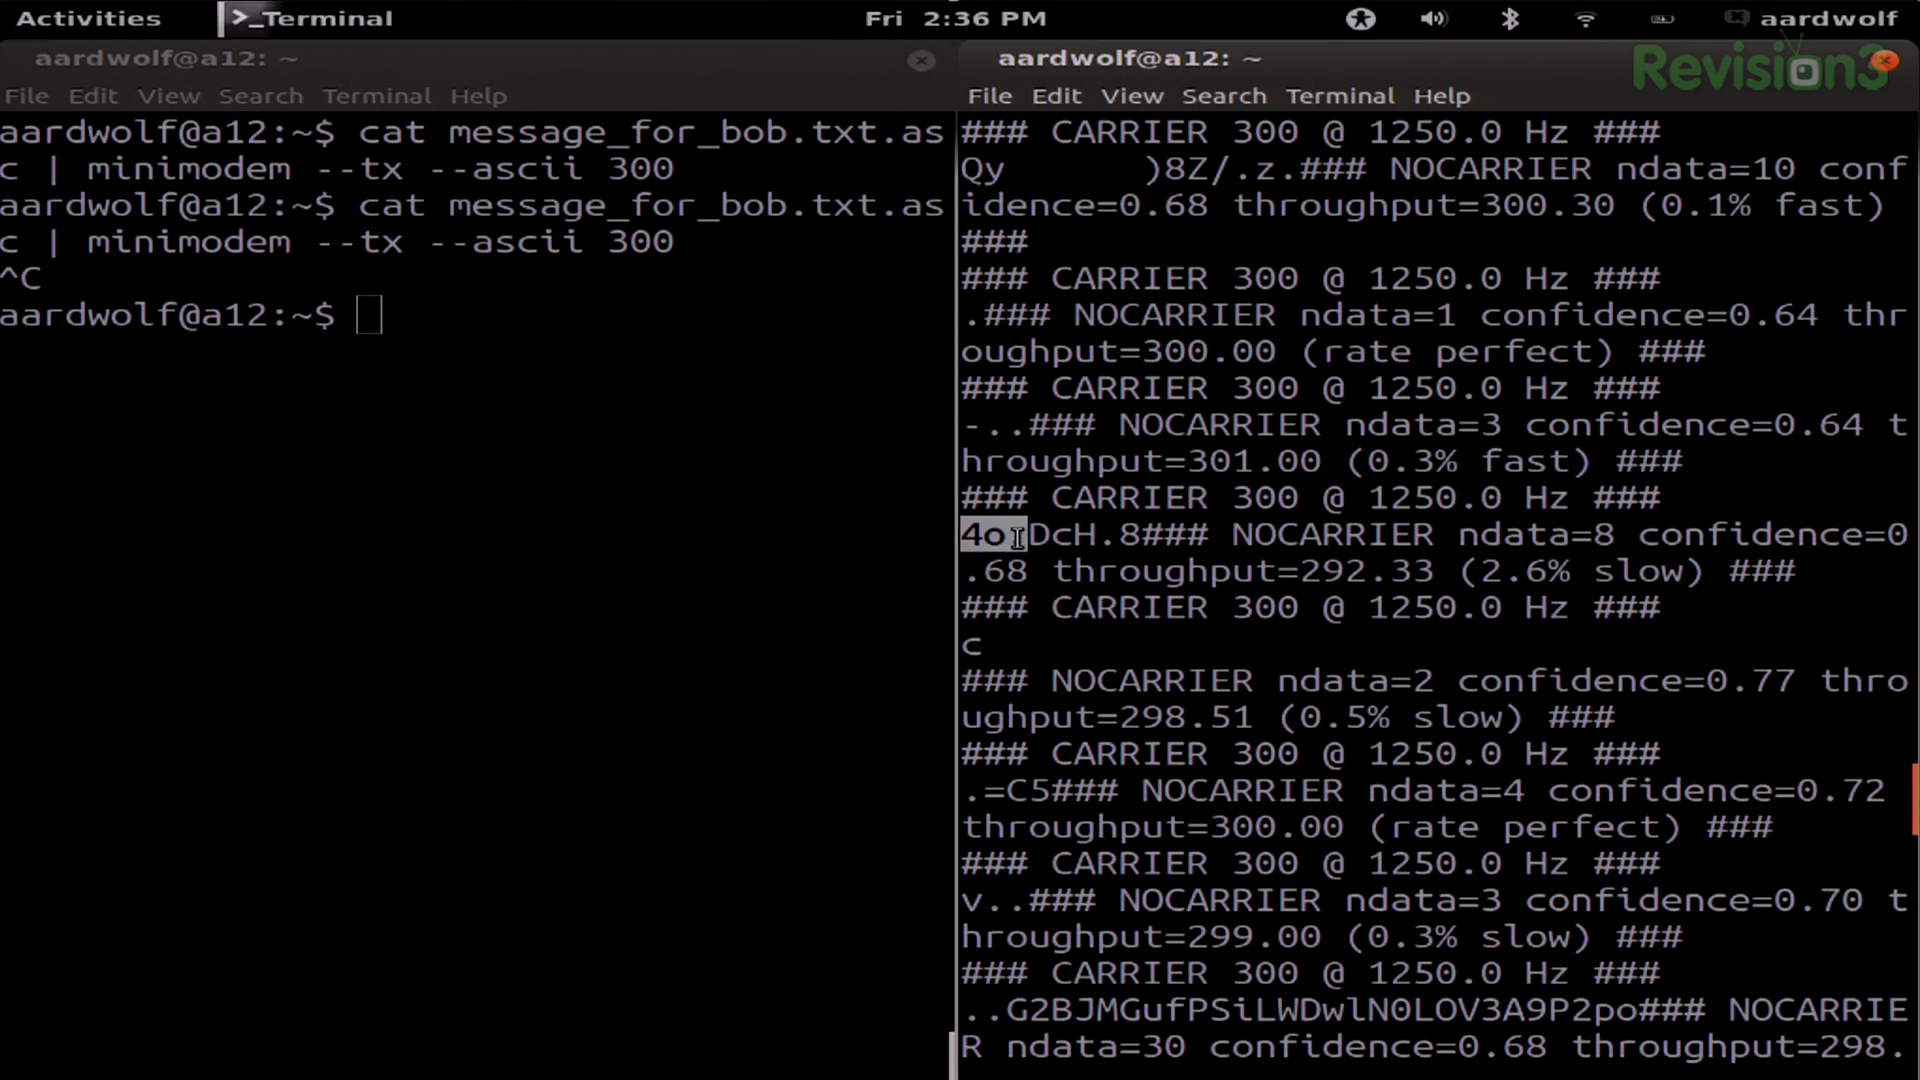 Activities >_Terminal Fri 2:36 PM aardwolf
aardwolf@a12: ~
File Edit View Search Terminal Help
aardwolf@a12:~$ cat message_for_bob.txt.as
c | minimodem --tx --ascii 300
aardwolf@a12:~$ cat message_for_bob.txt.as
c | minimodem --tx --ascii 300
^C
aardwolf@a12:~$
aardwolf@a12: ~
Revision3
File Edit View Search Terminal Help
### CARRIER 300 @ 1250.0 Hz ###
Qy      )8Z/.z.### NOCARRIER ndata=10 conf
idence=0.68 throughput=300.30 (0.1% fast)
###
### CARRIER 300 @ 1250.0 Hz ###
.### NOCARRIER ndata=1 confidence=0.64 thr
oughput=300.00 (rate perfect) ###
### CARRIER 300 @ 1250.0 Hz ###
-..### NOCARRIER ndata=3 confidence=0.64 t
hroughput=301.00 (0.3% fast) ###
### CARRIER 300 @ 1250.0 Hz ###
4o DcH.8### NOCARRIER ndata=8 confidence=0
.68 throughput=292.33 (2.6% slow) ###
### CARRIER 300 @ 1250.0 Hz ###
c
### NOCARRIER ndata=2 confidence=0.77 thro
ughput=298.51 (0.5% slow) ###
### CARRIER 300 @ 1250.0 Hz ###
.=C5### NOCARRIER ndata=4 confidence=0.72
throughput=300.00 (rate perfect) ###
### CARRIER 300 @ 1250.0 Hz ###
v..### NOCARRIER ndata=3 confidence=0.70 t
hroughput=299.00 (0.3% slow) ###
### CARRIER 300 @ 1250.0 Hz ###
..G2BJMGufPSiLWDwlN0LOV3A9P2po### NOCARRIE
R ndata=30 confidence=0.68 throughput=298.